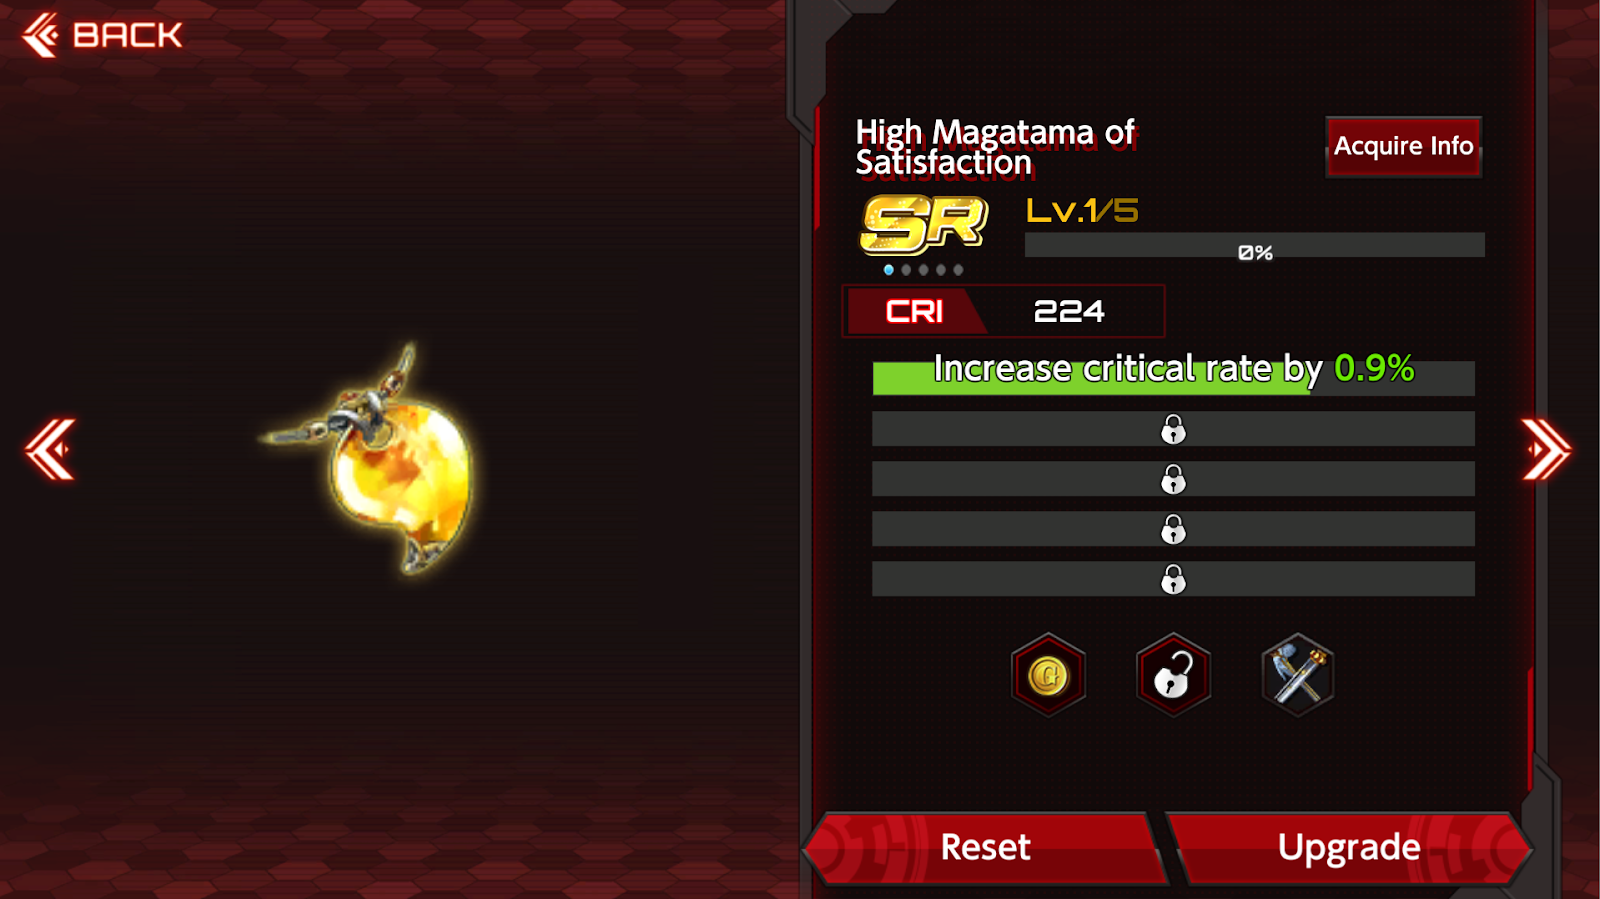 BACK
High Magatama of
Satisfaction
Acquire Info
SR
Lv.1/5
0%
CRI 224
Increase critical rate by 0.9%
G
Reset
Upgrade